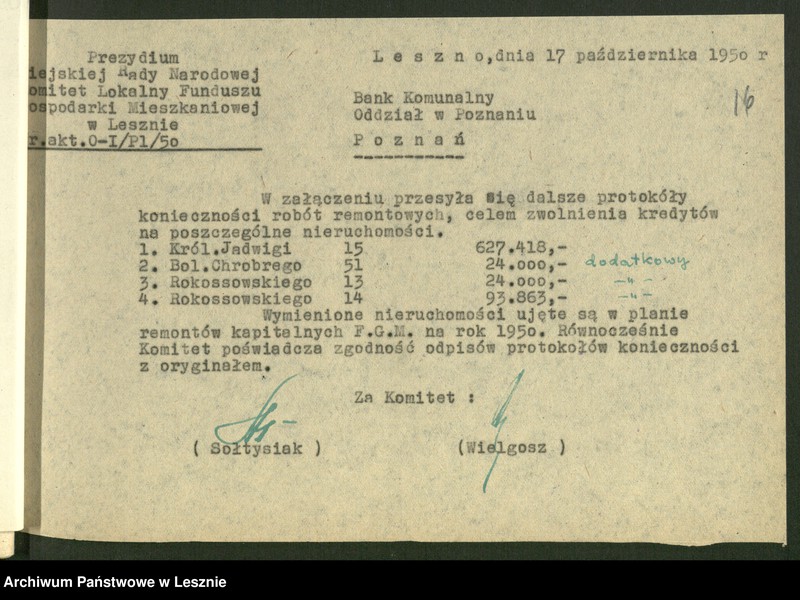 Prezydium
iejskiej Rady Narodowej
omitet Lokalny Funduszu
ospodarki Mieszkaniowej
w Lesznie
r.akt.O-I/Pl/5o
L e s z n o,dnia 17 października 195o r
16
Bank Komunalny
Oddział w Poznaniu
P o z n a ń
W załączeniu przesyła się dalsze protokóły
konieczności robót remontowych, celem zwolnienia kredytów
na poszczególne nieruchomości.
1. Król.Jadwigi 15 627.418,-
2. Bol.Chrobrego 51 24.ooo,- dodatkowy
3. Rokossowskiego 13 24.ooo,- -"-
4. Rokossowskiego 14 93.863,- -"-
Wymienione nieruchomości ujęte są w planie
remontów kapitalnych F.G.M. na rok 195o. Równocześnie
Komitet poświadcza zgodność odpisów protokołów konieczności
z oryginałem.
Za Komitet :
( Sołtysiak ) (Wielgosz )
Archiwum Państwowe w Lesznie